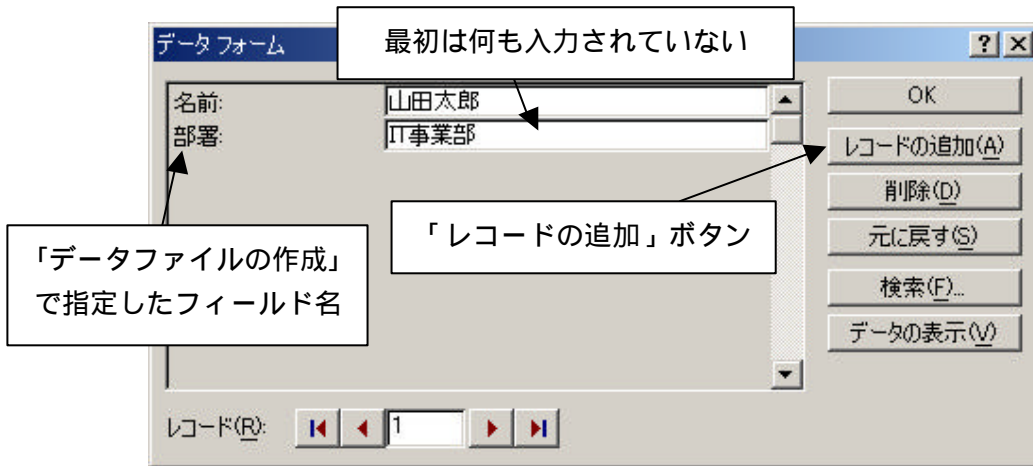 データ フォーム
最初は何も入力されていない
名前:
山田太郎
部署:
IT事業部
OK
レコードの追加(A)
削除(D)
元に戻す(S)
検索(F)...
データの表示(V)
「レコードの追加」ボタン
「データファイルの作成」
で指定したフィールド名
レコード(R):
1